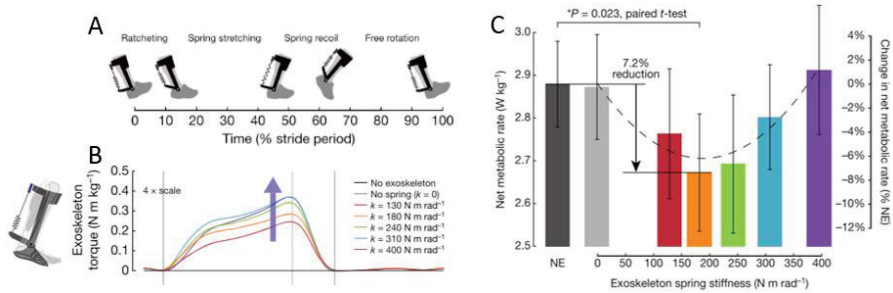 A
Ratcheting Spring stretching Spring recoil Free rotation
0 10 20 30 40 50 60 70 80 90 100
Time (% stride period)
B
Exoskeleton torque (N m kg⁻¹)
0.5
0.4
0.3
0.2
0.1
0
4 × scale
No exoskeleton
No spring (k = 0)
k = 130 N m rad⁻¹
k = 180 N m rad⁻¹
k = 240 N m rad⁻¹
k = 310 N m rad⁻¹
k = 400 N m rad⁻¹
C
*P = 0.023, paired t-test
7.2%
reduction
Net metabolic rate (W kg⁻¹)
3.0
2.9
2.8
2.7
2.6
2.5
NE 0 50 100 150 200 250 300 350 400
Exoskeleton spring stiffness (N m rad⁻¹)
4%
2%
0%
−2%
−4%
−6%
−8%
−10%
−12%
Change in net metabolic rate (% NE)